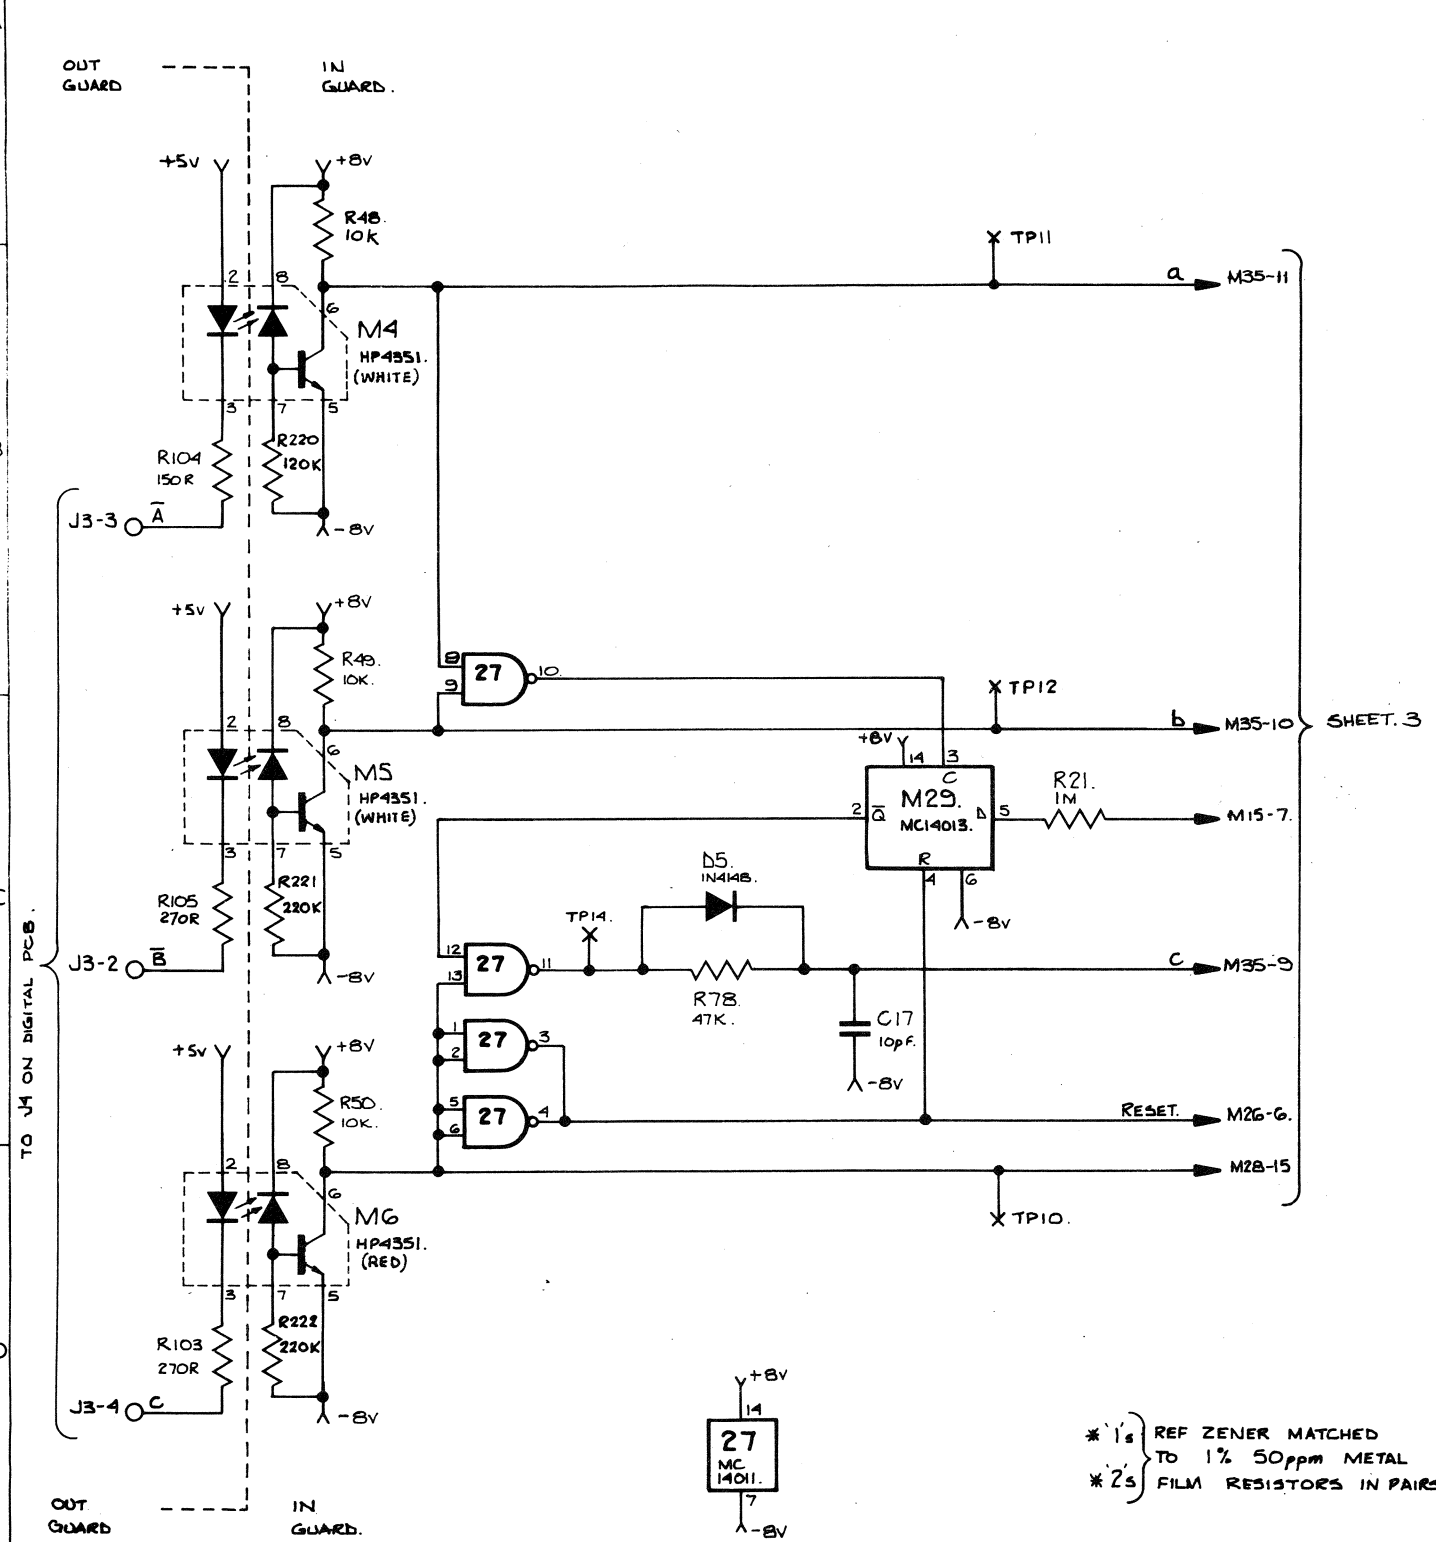 OUT
GUARD
IN
GUARD.
+5V
+8V
R48.
10K
TP11
a
M35-11
2
8
6
M4
HP4351.
(WHITE)
3
7
5
R104
150R
R220
120K
J3-3
A̅
-8V
+5V
+8V
R49.
10K.
8
9
27
10.
TP12
b
M35-10
SHEET. 3
2
8
6
M5
HP4351.
(WHITE)
+8V
14
3
C
M29.
MC14013.
2
Q̅
D
5
R
4
6
-8V
R21.
1M
M15-7.
3
7
5
R105
270R
R221
220K
J3-2
B̅
-8V
D5.
1N4148.
TP14.
12
13
27
11
R78.
47K.
C
M35-9
C17
10pF.
-8V
1
2
27
3
5
6
27
4
RESET.
M26-6.
M28-15
TP10.
TO J4 ON DIGITAL PCB.
+5V
+8V
R50.
10K.
2
8
6
M6
HP4351.
(RED)
3
7
5
R103
270R
R222
220K
J3-4
C
-8V
+8V
14
27
MC
14011.
7
-8V
* '1's
* '2's
REF ZENER MATCHED
TO 1% 50ppm METAL
FILM RESISTORS IN PAIRS
OUT
GUARD
IN
GUARD.